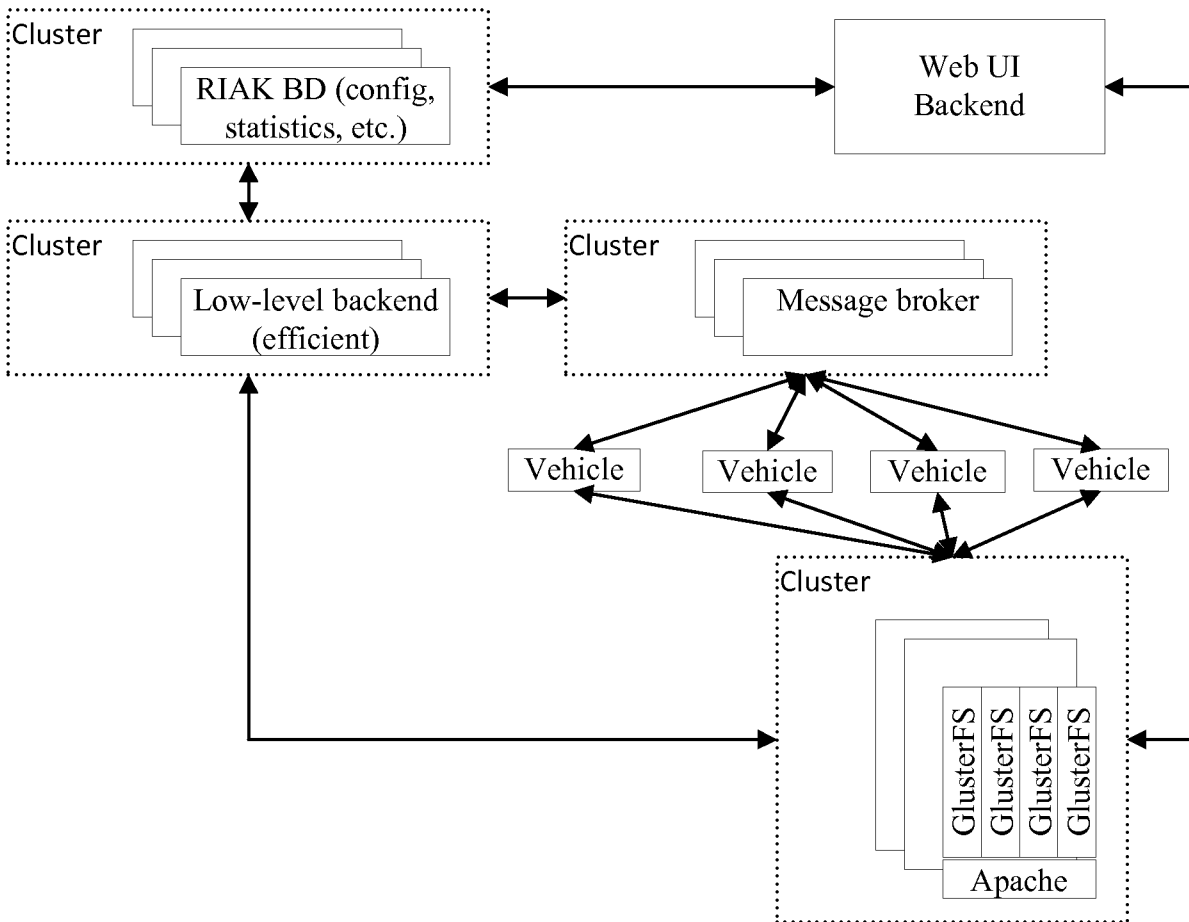 Cluster
RIAK BD (config,
statistics, etc.)
Web UI
Backend
Cluster
Low-level backend
(efficient)
Cluster
Message broker
Vehicle
Vehicle
Vehicle
Vehicle
Cluster
GlusterFS
GlusterFS
GlusterFS
GlusterFS
Apache